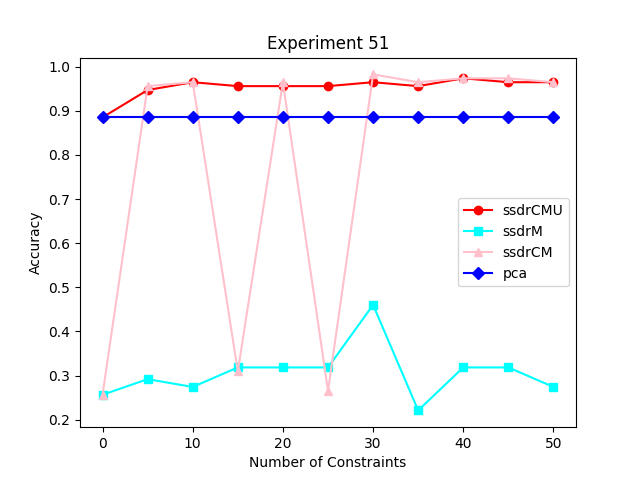 Experiment 51
Accuracy
1.0
0.9
0.8
0.7
0.6
0.5
0.4
0.3
0.2
ssdrCMU
ssdrM
ssdrCM
pca
0 10 20 30 40 50
Number of Constraints